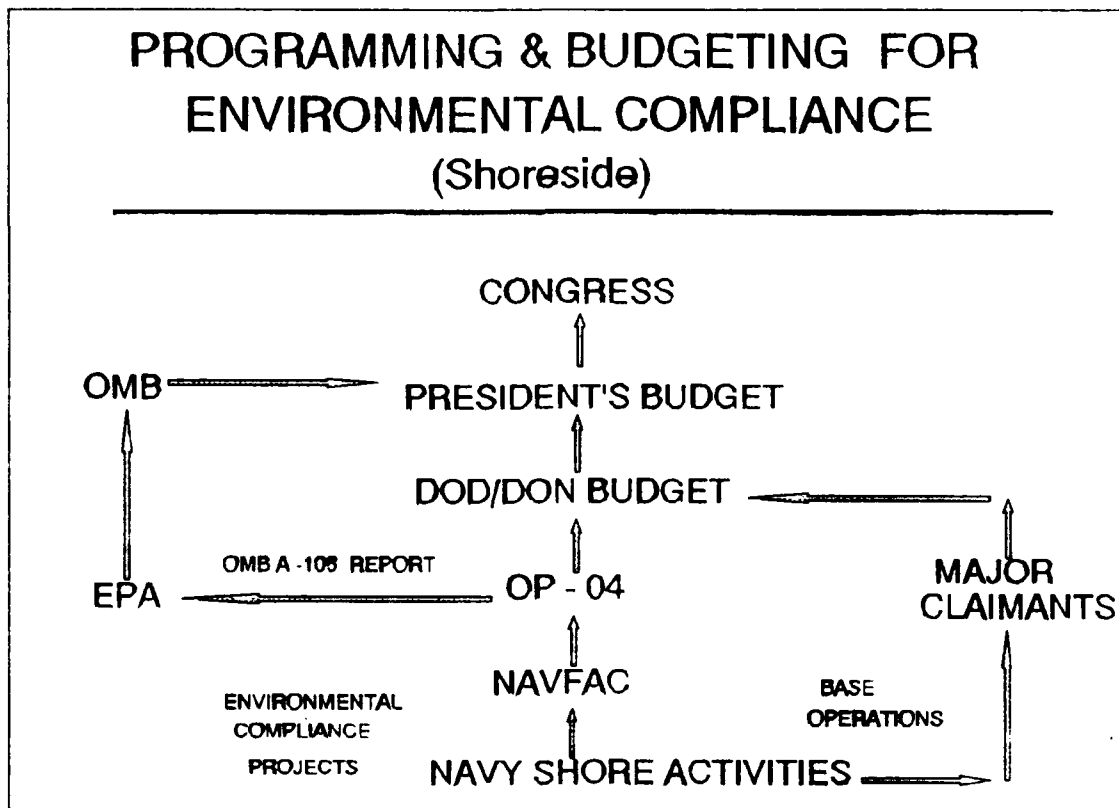 PROGRAMMING & BUDGETING FOR
ENVIRONMENTAL COMPLIANCE
(Shoreside)
CONGRESS
OMB
PRESIDENT'S BUDGET
DOD/DON BUDGET
OMB A-106 REPORT
EPA
OP - 04
MAJOR
CLAIMANTS
NAVFAC
ENVIRONMENTAL
COMPLIANCE
PROJECTS
BASE
OPERATIONS
NAVY SHORE ACTIVITIES